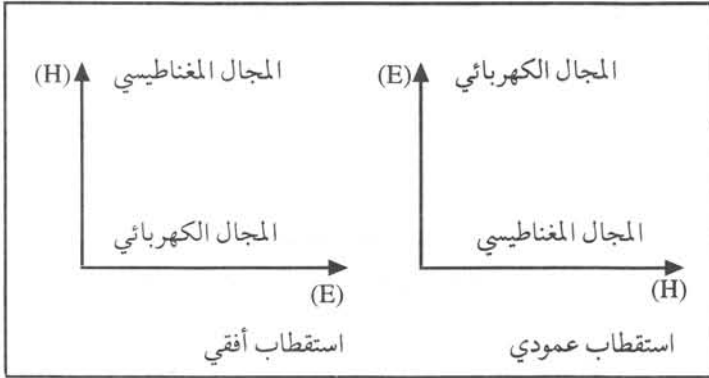 (E) المجال الكهربائي
(H) المجال المغناطيسي
المجال المغناطيسي
(H)
المجال الكهربائي
(E)
استقطاب عمودي
استقطاب أفقي